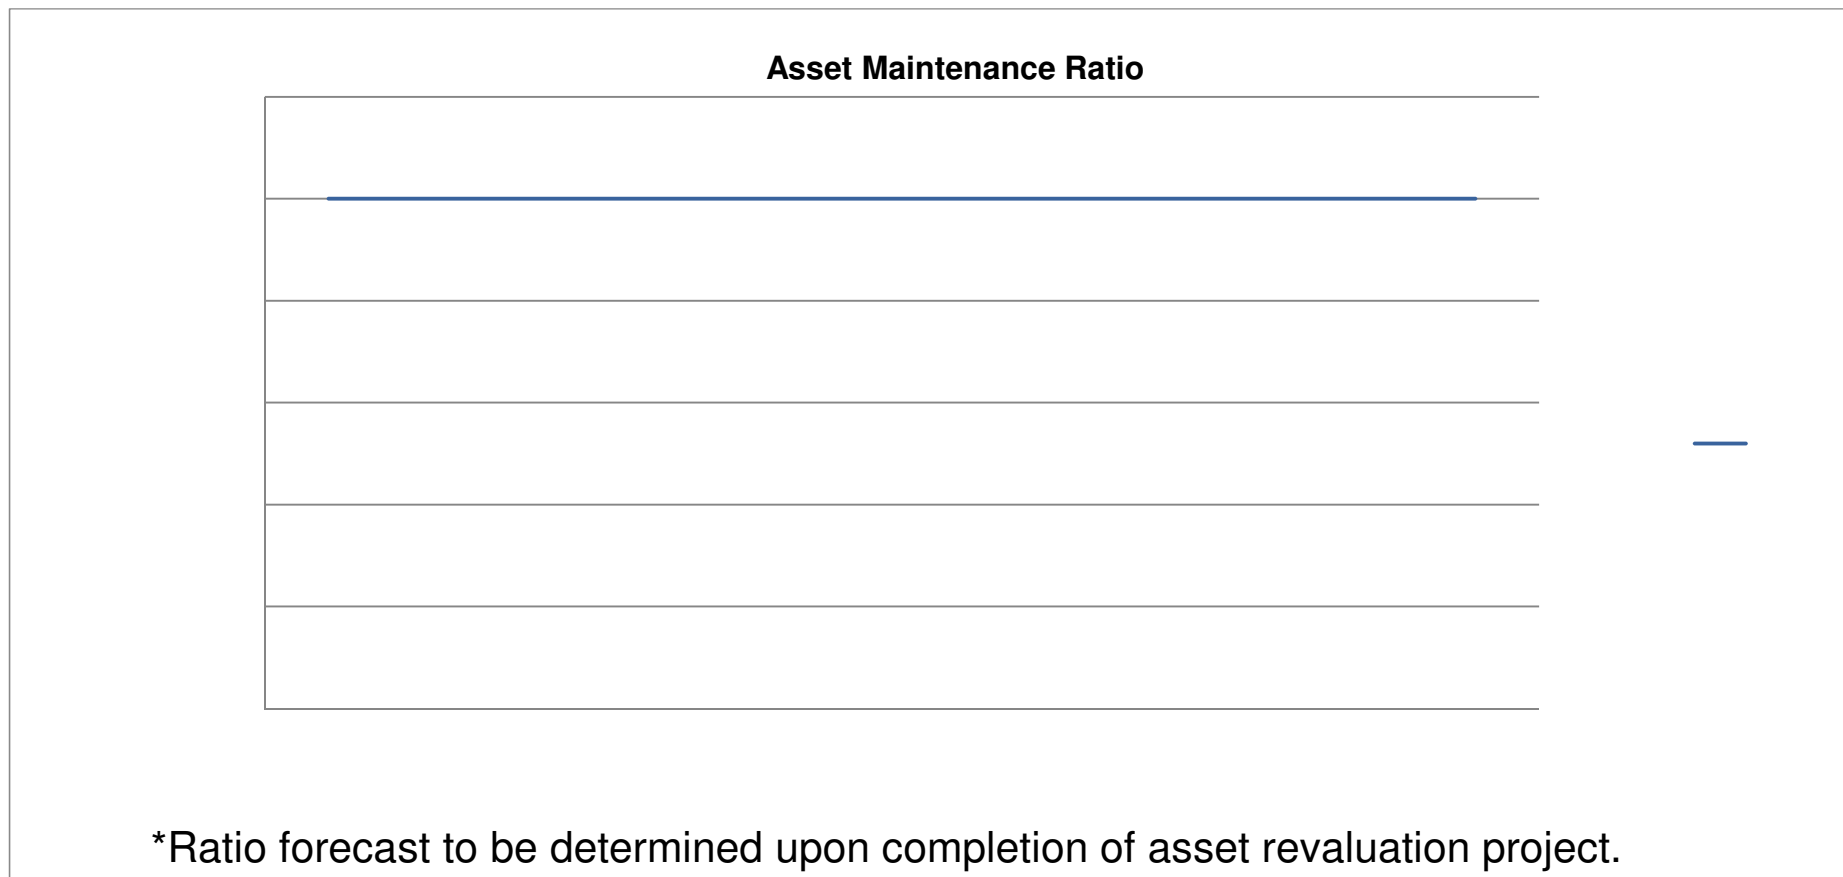 Asset Maintenance Ratio
*Ratio forecast to be determined upon completion of asset revaluation project.